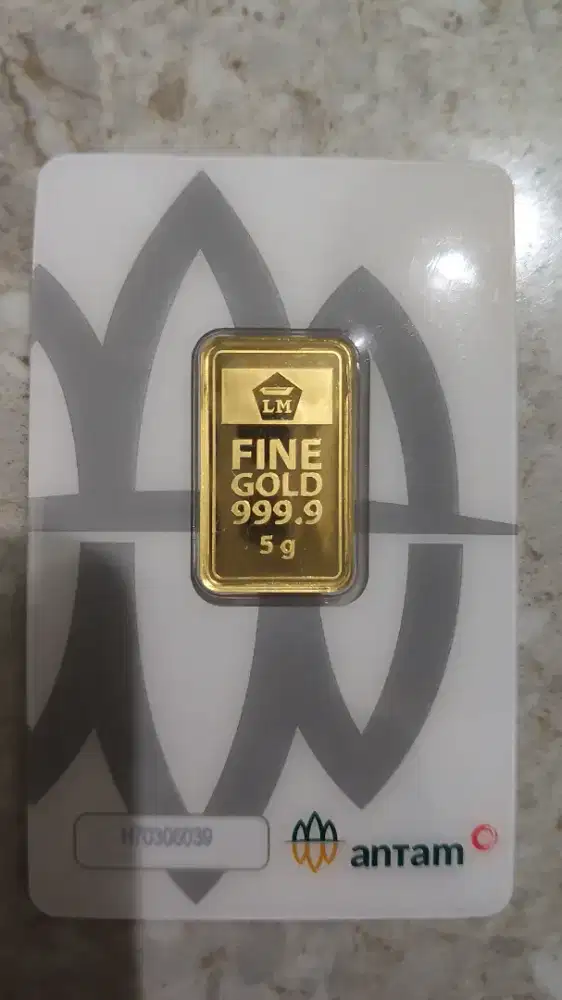 LM
FINE
GOLD
999.9
5 g
H70306039
antam